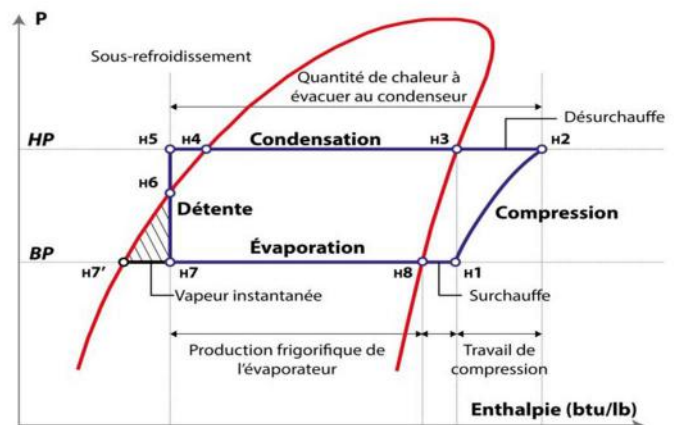 P
Sous-refroidissement
Quantité de chaleur à
évacuer au condenseur
Désurchauffe
HP
H5
H4
Condensation
H3
H2
H6
Détente
Compression
BP
Évaporation
H7'
H7
H8
H1
Vapeur instantanée
Surchauffe
Production frigorifique de
l'évaporateur
Travail de
compression
Enthalpie (btu/lb)